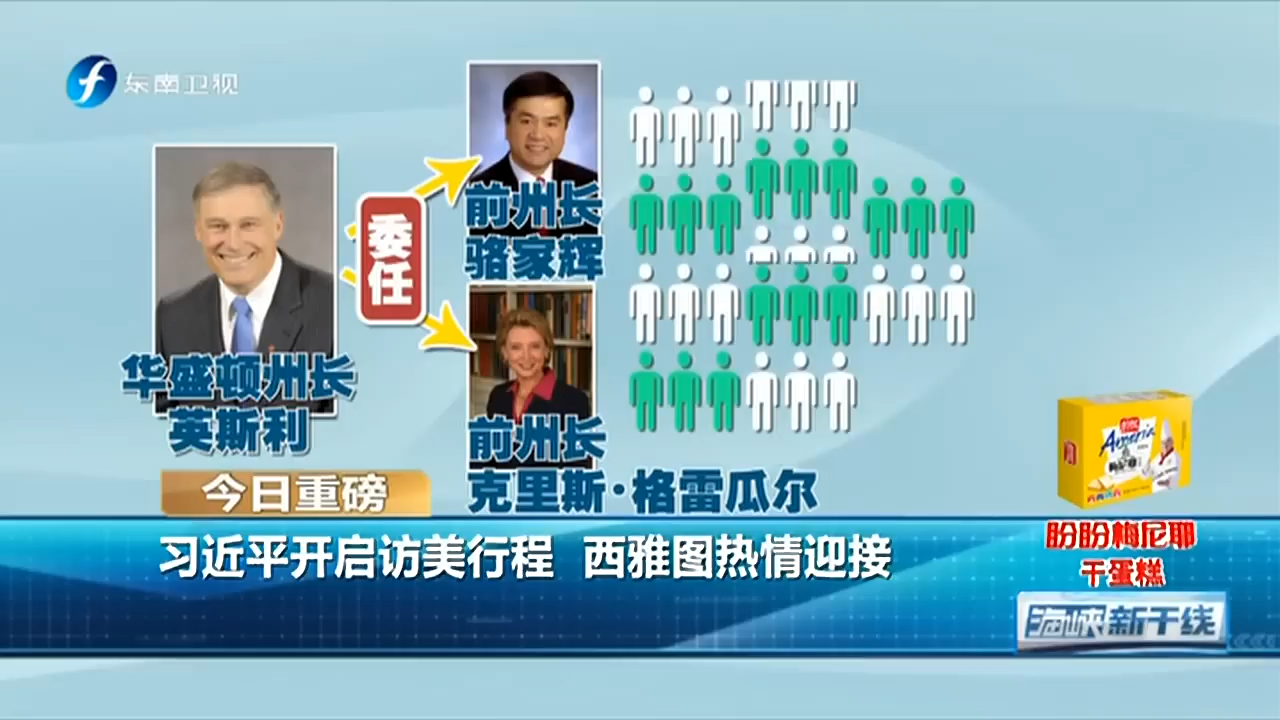 东南卫视
委任
前州长
骆家辉
华盛顿州长
英斯利
前州长
克里斯·格雷瓜尔
今日重磅
习近平开启访美行程 西雅图热情迎接
盼盼梅尼耶
干蛋糕
海峡新干线